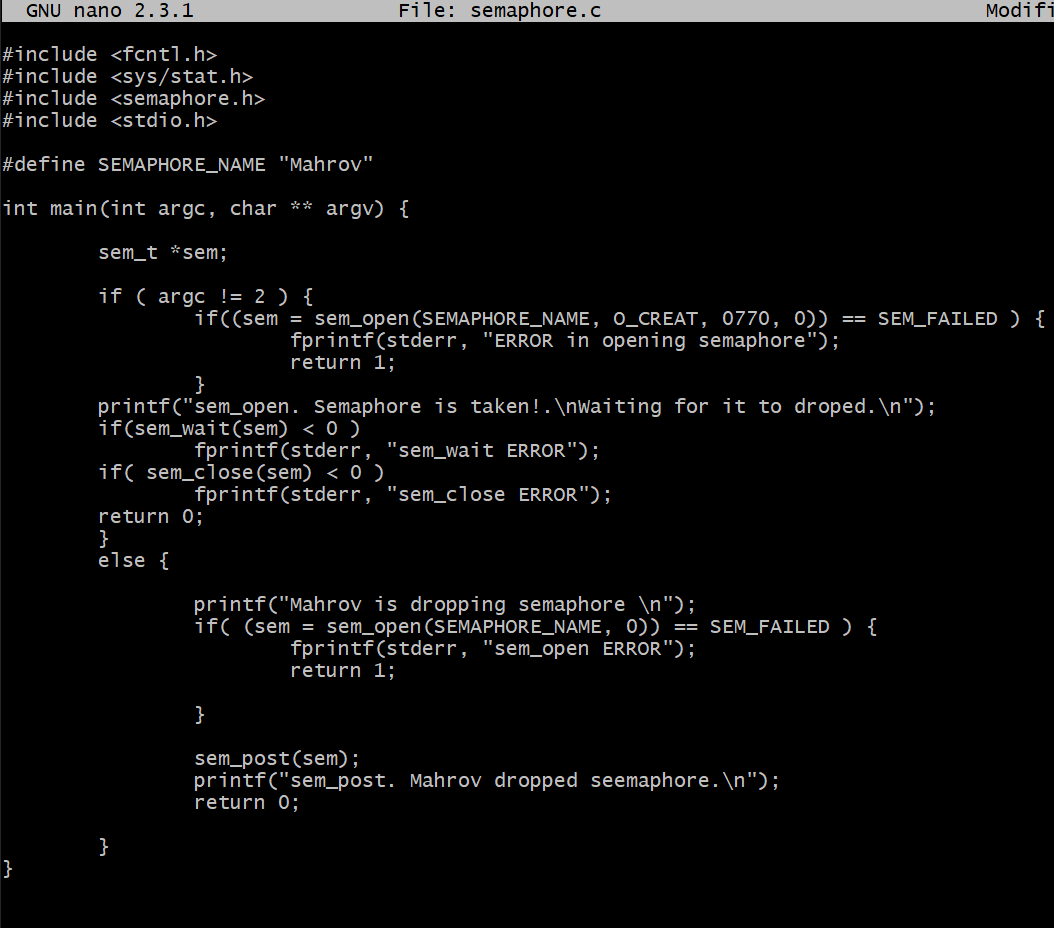 GNU nano 2.3.1 File: semaphore.c Modifi
#include <fcntl.h>
#include <sys/stat.h>
#include <semaphore.h>
#include <stdio.h>
#define SEMAPHORE_NAME "Mahrov"
int main(int argc, char ** argv) {
sem_t *sem;
if ( argc != 2 ) {
if((sem = sem_open(SEMAPHORE_NAME, O_CREAT, 0770, 0)) == SEM_FAILED ) {
fprintf(stderr, "ERROR in opening semaphore");
return 1;
}
printf("sem_open. Semaphore is taken!.\nWaiting for it to droped.\n");
if(sem_wait(sem) < 0 )
fprintf(stderr, "sem_wait ERROR");
if( sem_close(sem) < 0 )
fprintf(stderr, "sem_close ERROR");
return 0;
}
else {
printf("Mahrov is dropping semaphore \n");
if( (sem = sem_open(SEMAPHORE_NAME, 0)) == SEM_FAILED ) {
fprintf(stderr, "sem_open ERROR");
return 1;
}
sem_post(sem);
printf("sem_post. Mahrov dropped seemaphore.\n");
return 0;
}
}